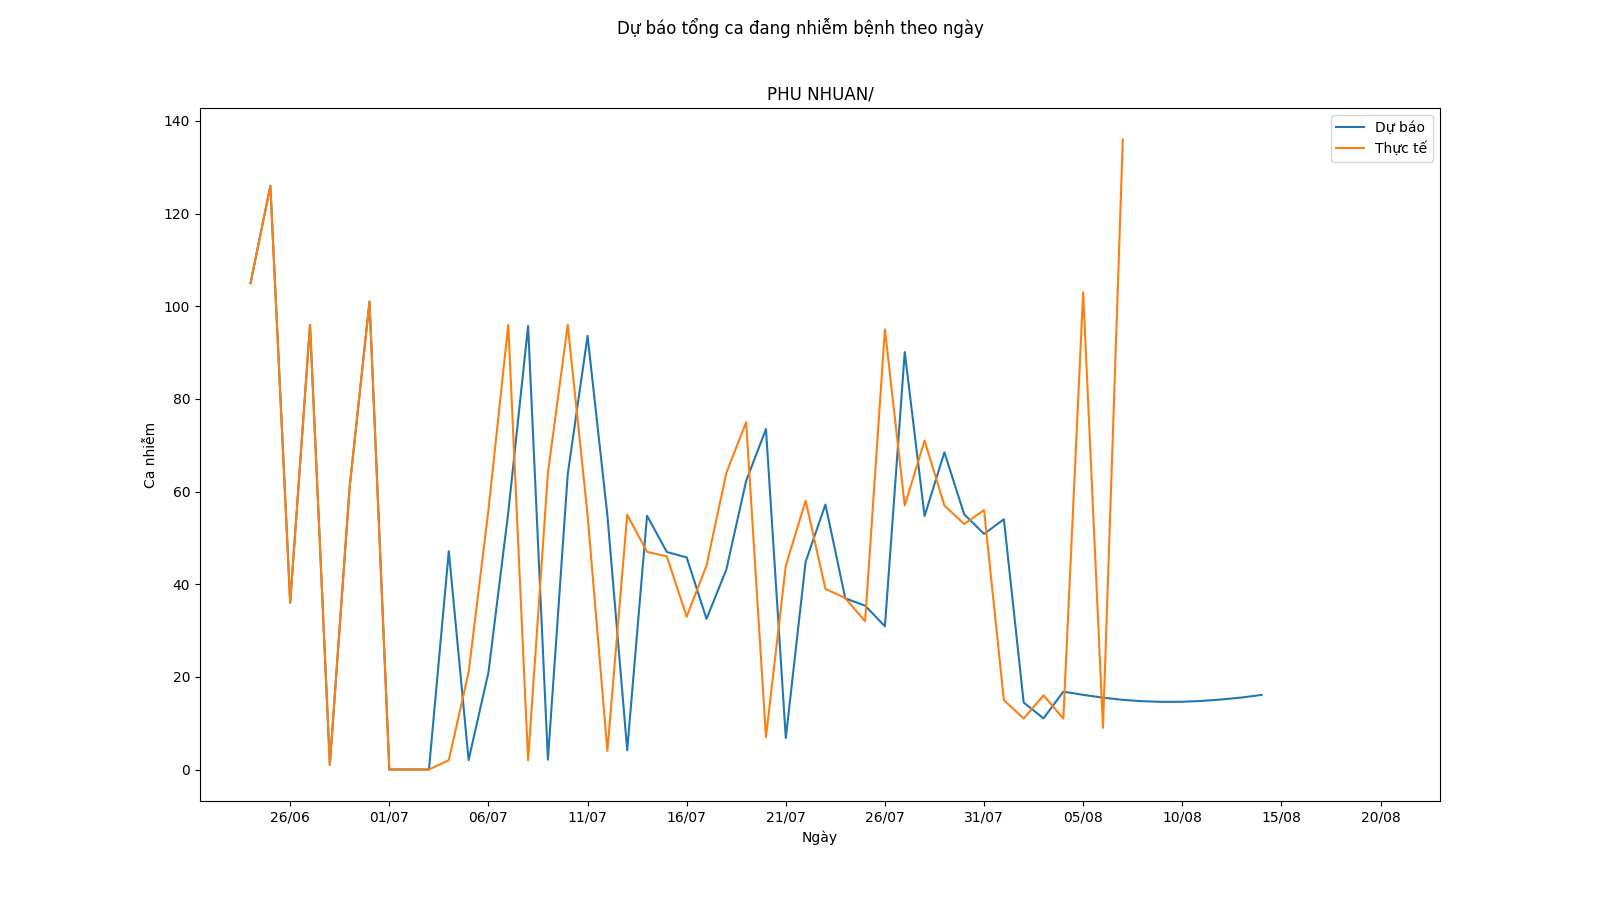 Dự báo tổng ca đang nhiễm bệnh theo ngày
PHU NHUAN/
Dự báo
Thực tế
140
120
100
80
60
40
20
0
Ca nhiễm
26/06 01/07 06/07 11/07 16/07 21/07 26/07 31/07 05/08 10/08 15/08 20/08
Ngày